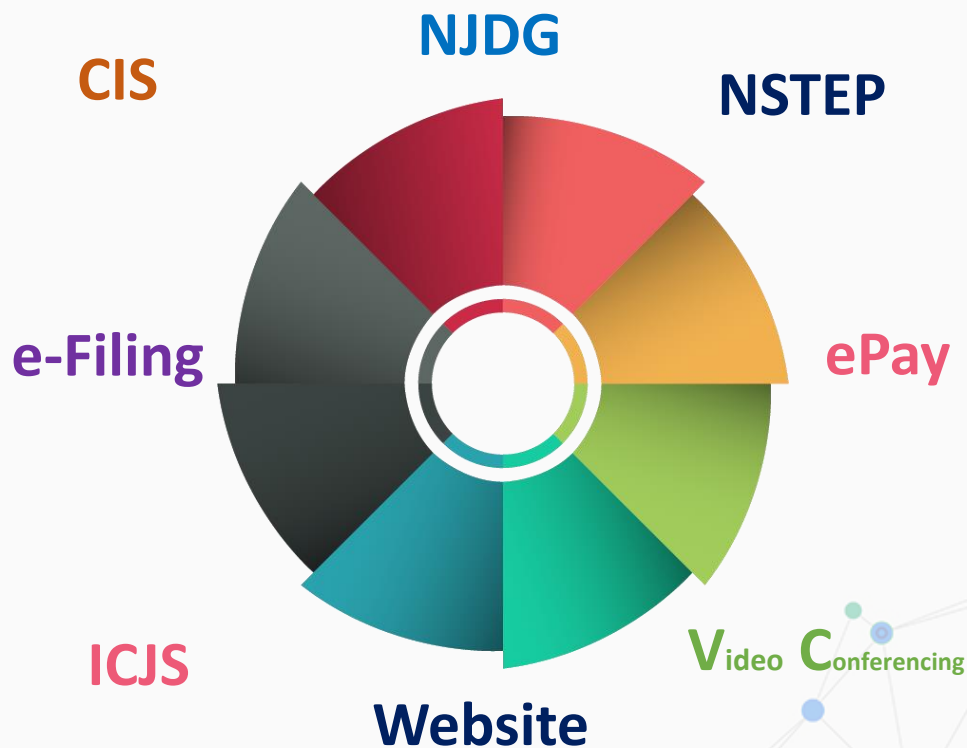 NJDG
CIS
NSTEP
e-Filing
ePay
ICJS
Video Conferencing
Website